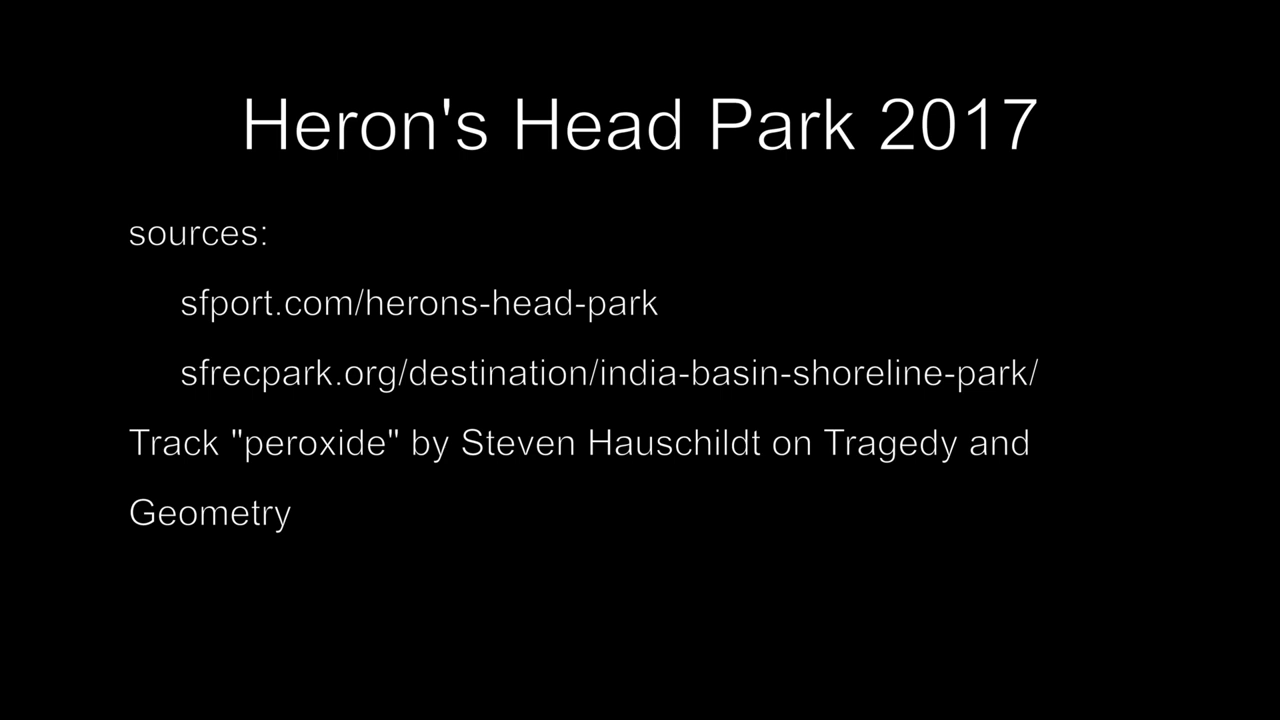 Heron's Head Park 2017
sources:
sfport.com/herons-head-park
sfrecpark.org/destination/india-basin-shoreline-park/
Track "peroxide" by Steven Hauschildt on Tragedy and
Geometry